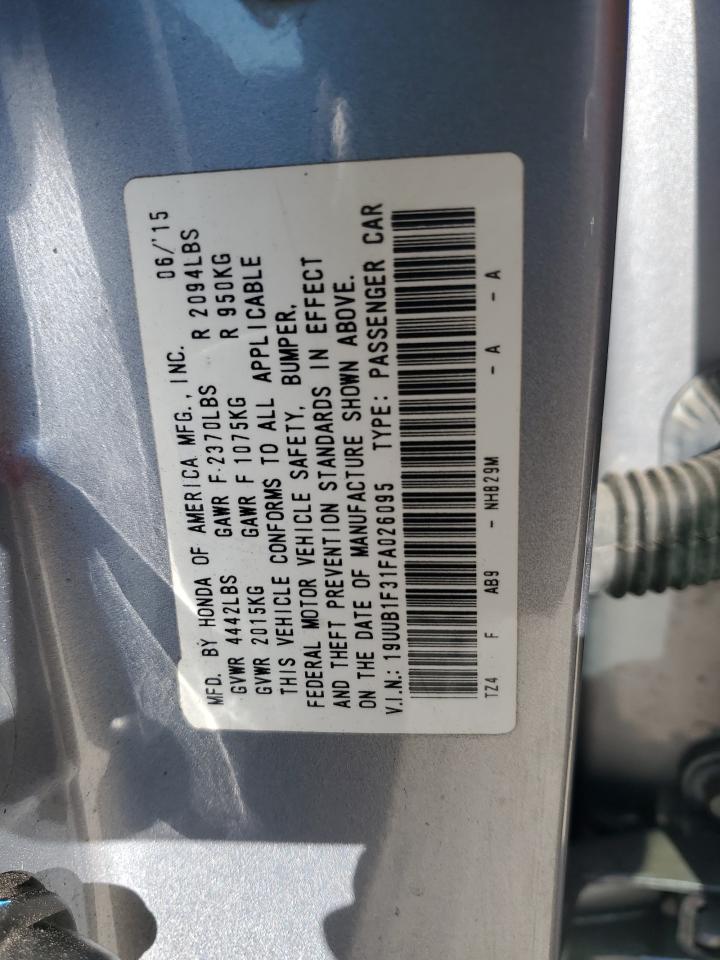 MFD. BY HONDA OF AMERICA MFG., INC. 06/'15
GVWR 4442LBS GAWR F 2370LBS R 2094LBS
GVWR 2015KG GAWR F 1075KG R 950KG
THIS VEHICLE CONFORMS TO ALL APPLICABLE
FEDERAL MOTOR VEHICLE SAFETY, BUMPER,
AND THEFT PREVENTION STANDARDS IN EFFECT
ON THE DATE OF MANUFACTURE SHOWN ABOVE.
V.I.N.: 19UUB1F31FA026095 TYPE: PASSENGER CAR
TZ4 F AB9 - NH829M - A - A